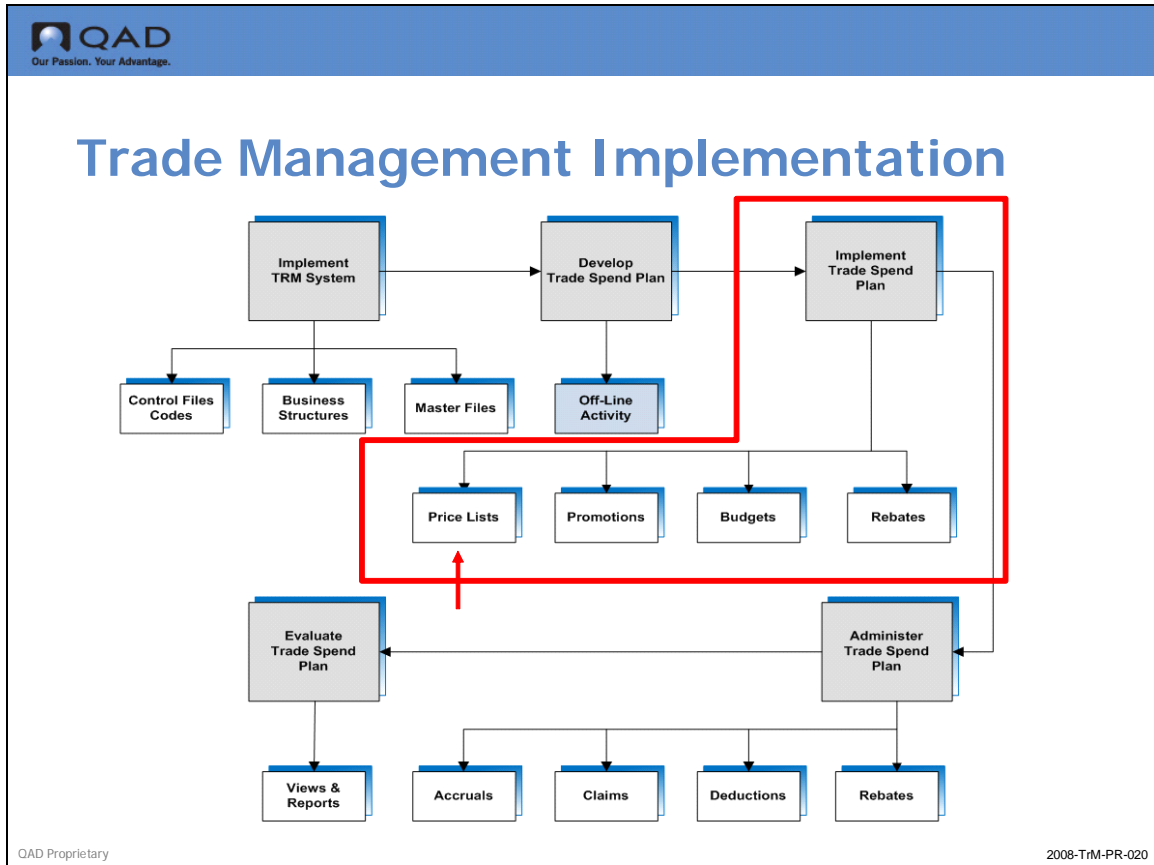 QAD
Our Passion. Your Advantage.
Trade Management Implementation
Implement
TRM System
Develop
Trade Spend Plan
Implement
Trade Spend
Plan
Control Files
Codes
Business
Structures
Master Files
Off-Line
Activity
Price Lists
Promotions
Budgets
Rebates
Evaluate
Trade Spend
Plan
Administer
Trade Spend
Plan
Views &
Reports
Accruals
Claims
Deductions
Rebates
QAD Proprietary
2008-TrM-PR-020